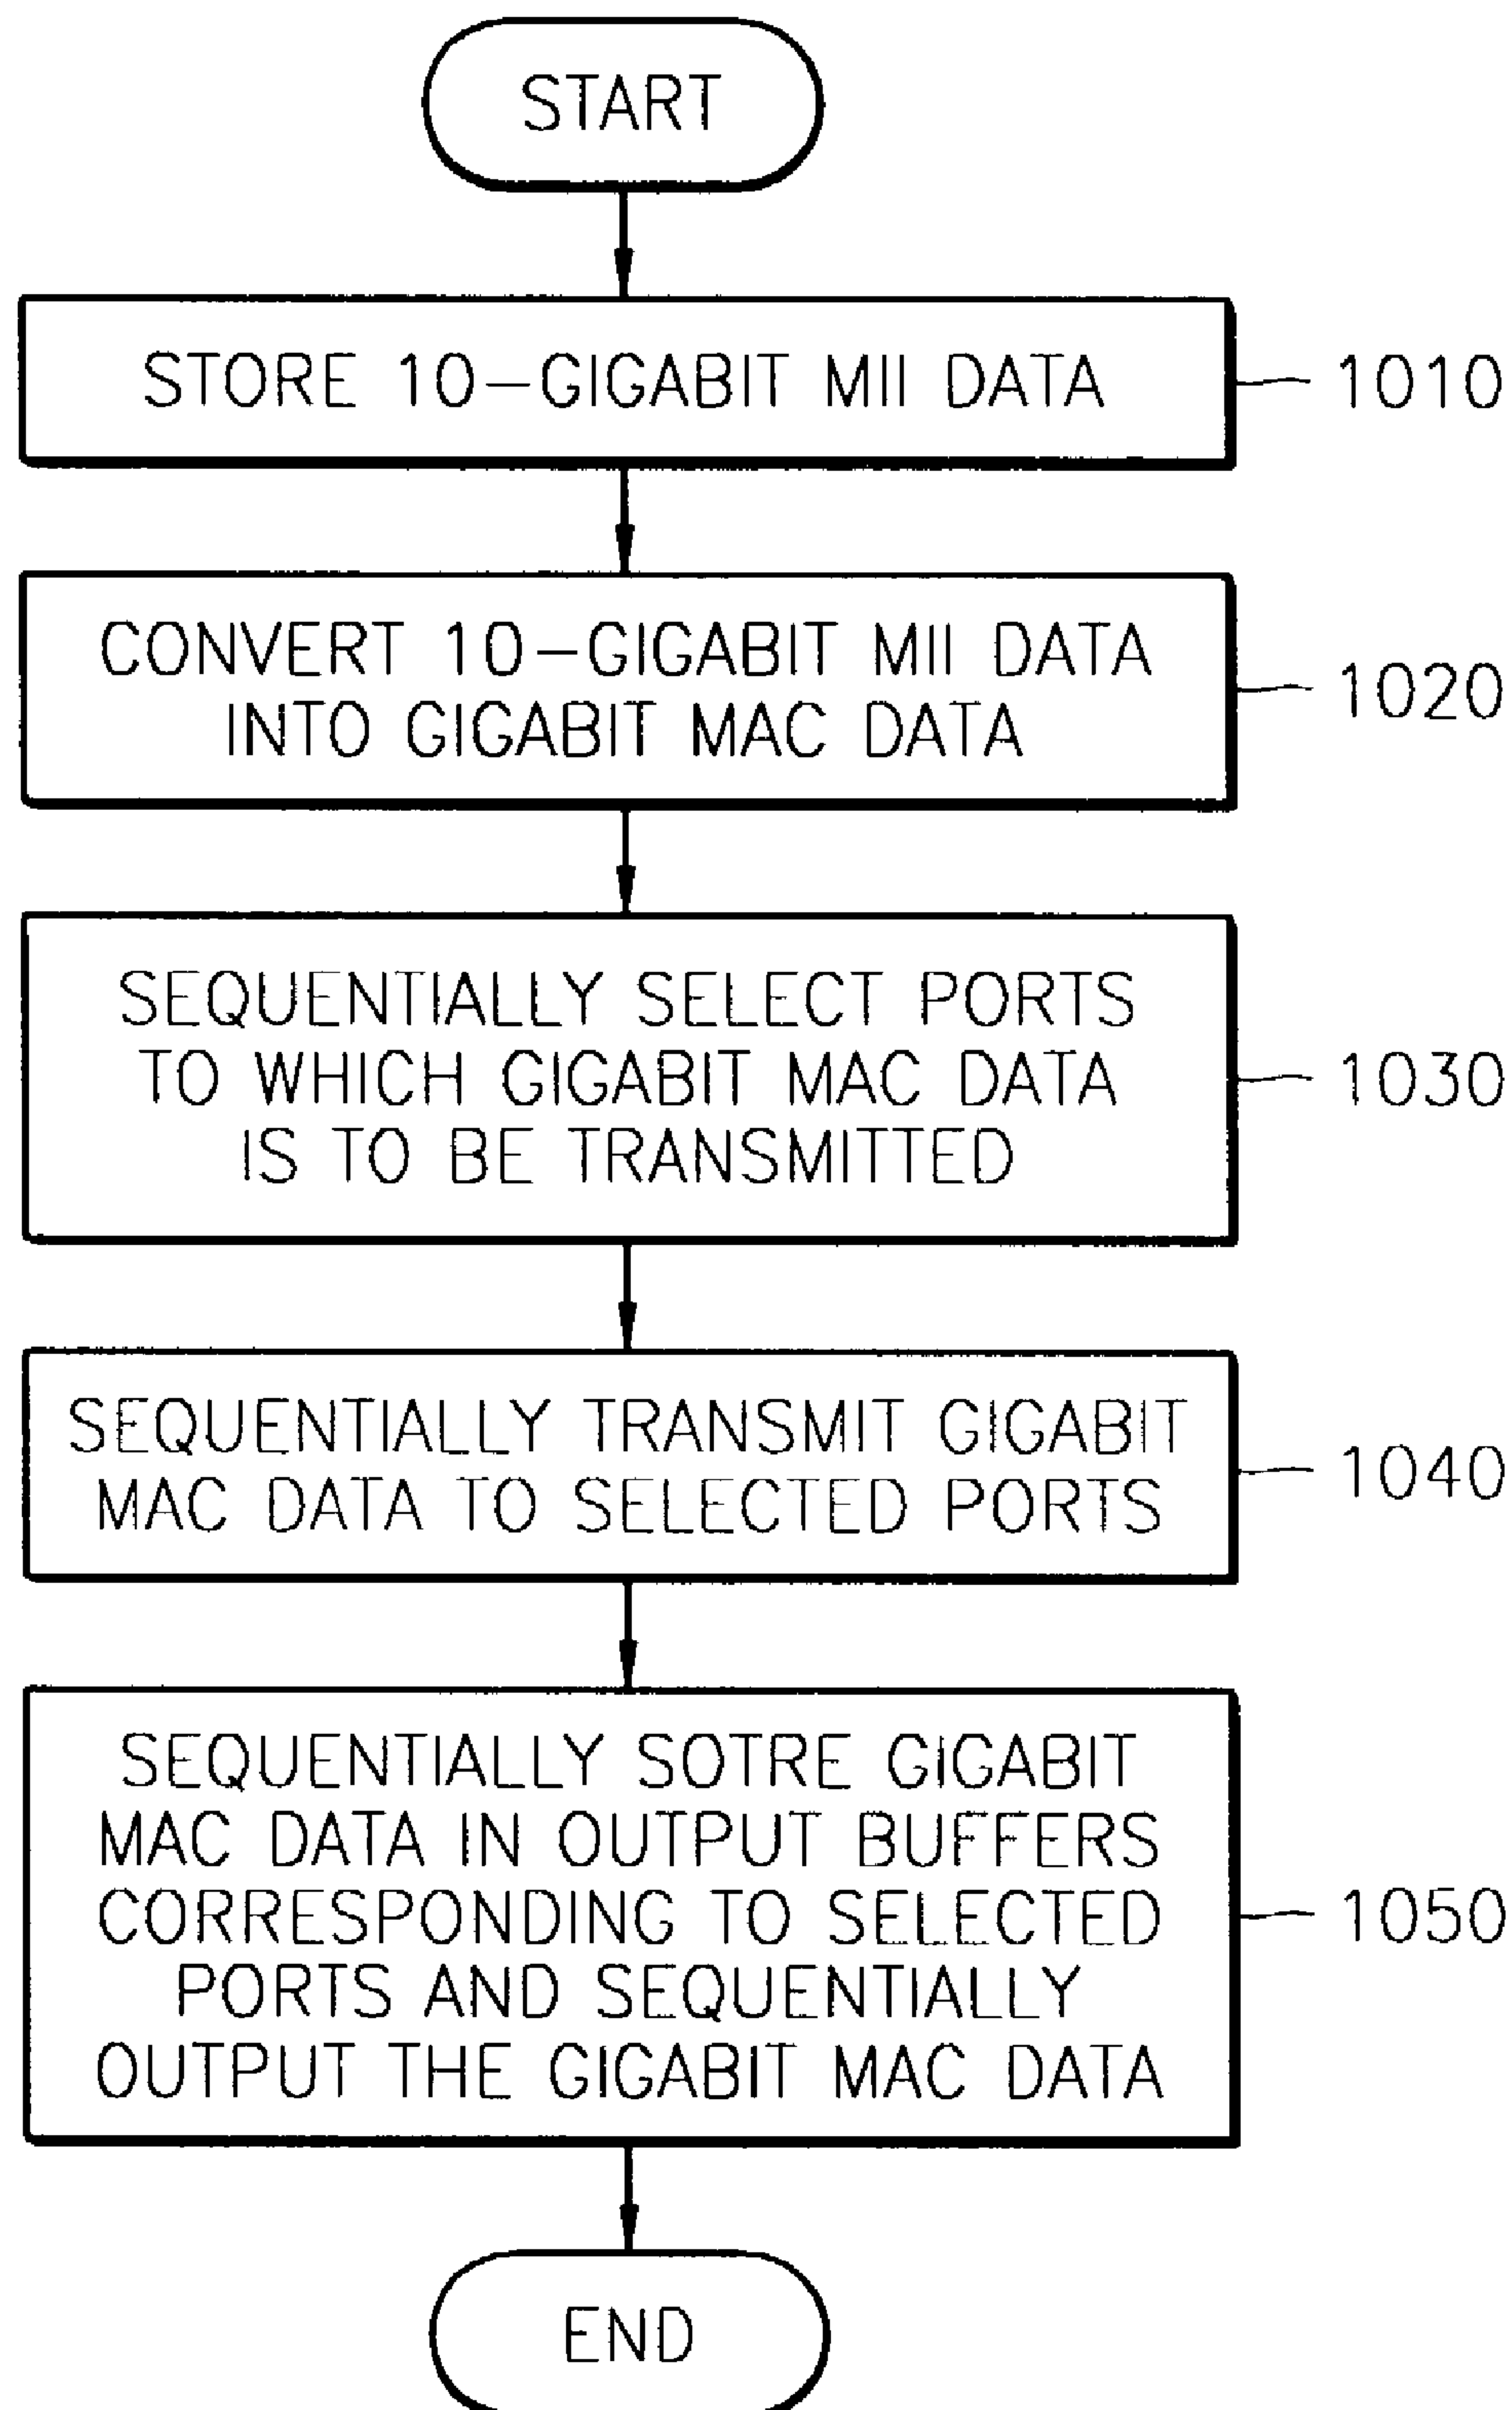 START
STORE 10-GIGABIT MII DATA
1010
CONVERT 10-GIGABIT MII DATA
INTO GIGABIT MAC DATA
1020
SEQUENTIALLY SELECT PORTS
TO WHICH GIGABIT MAC DATA
IS TO BE TRANSMITTED
1030
SEQUENTIALLY TRANSMIT GIGABIT
MAC DATA TO SELECTED PORTS
1040
SEQUENTIALLY SOTRE GIGABIT
MAC DATA IN OUTPUT BUFFERS
CORRESPONDING TO SELECTED
PORTS AND SEQUENTIALLY
OUTPUT THE GIGABIT MAC DATA
1050
END